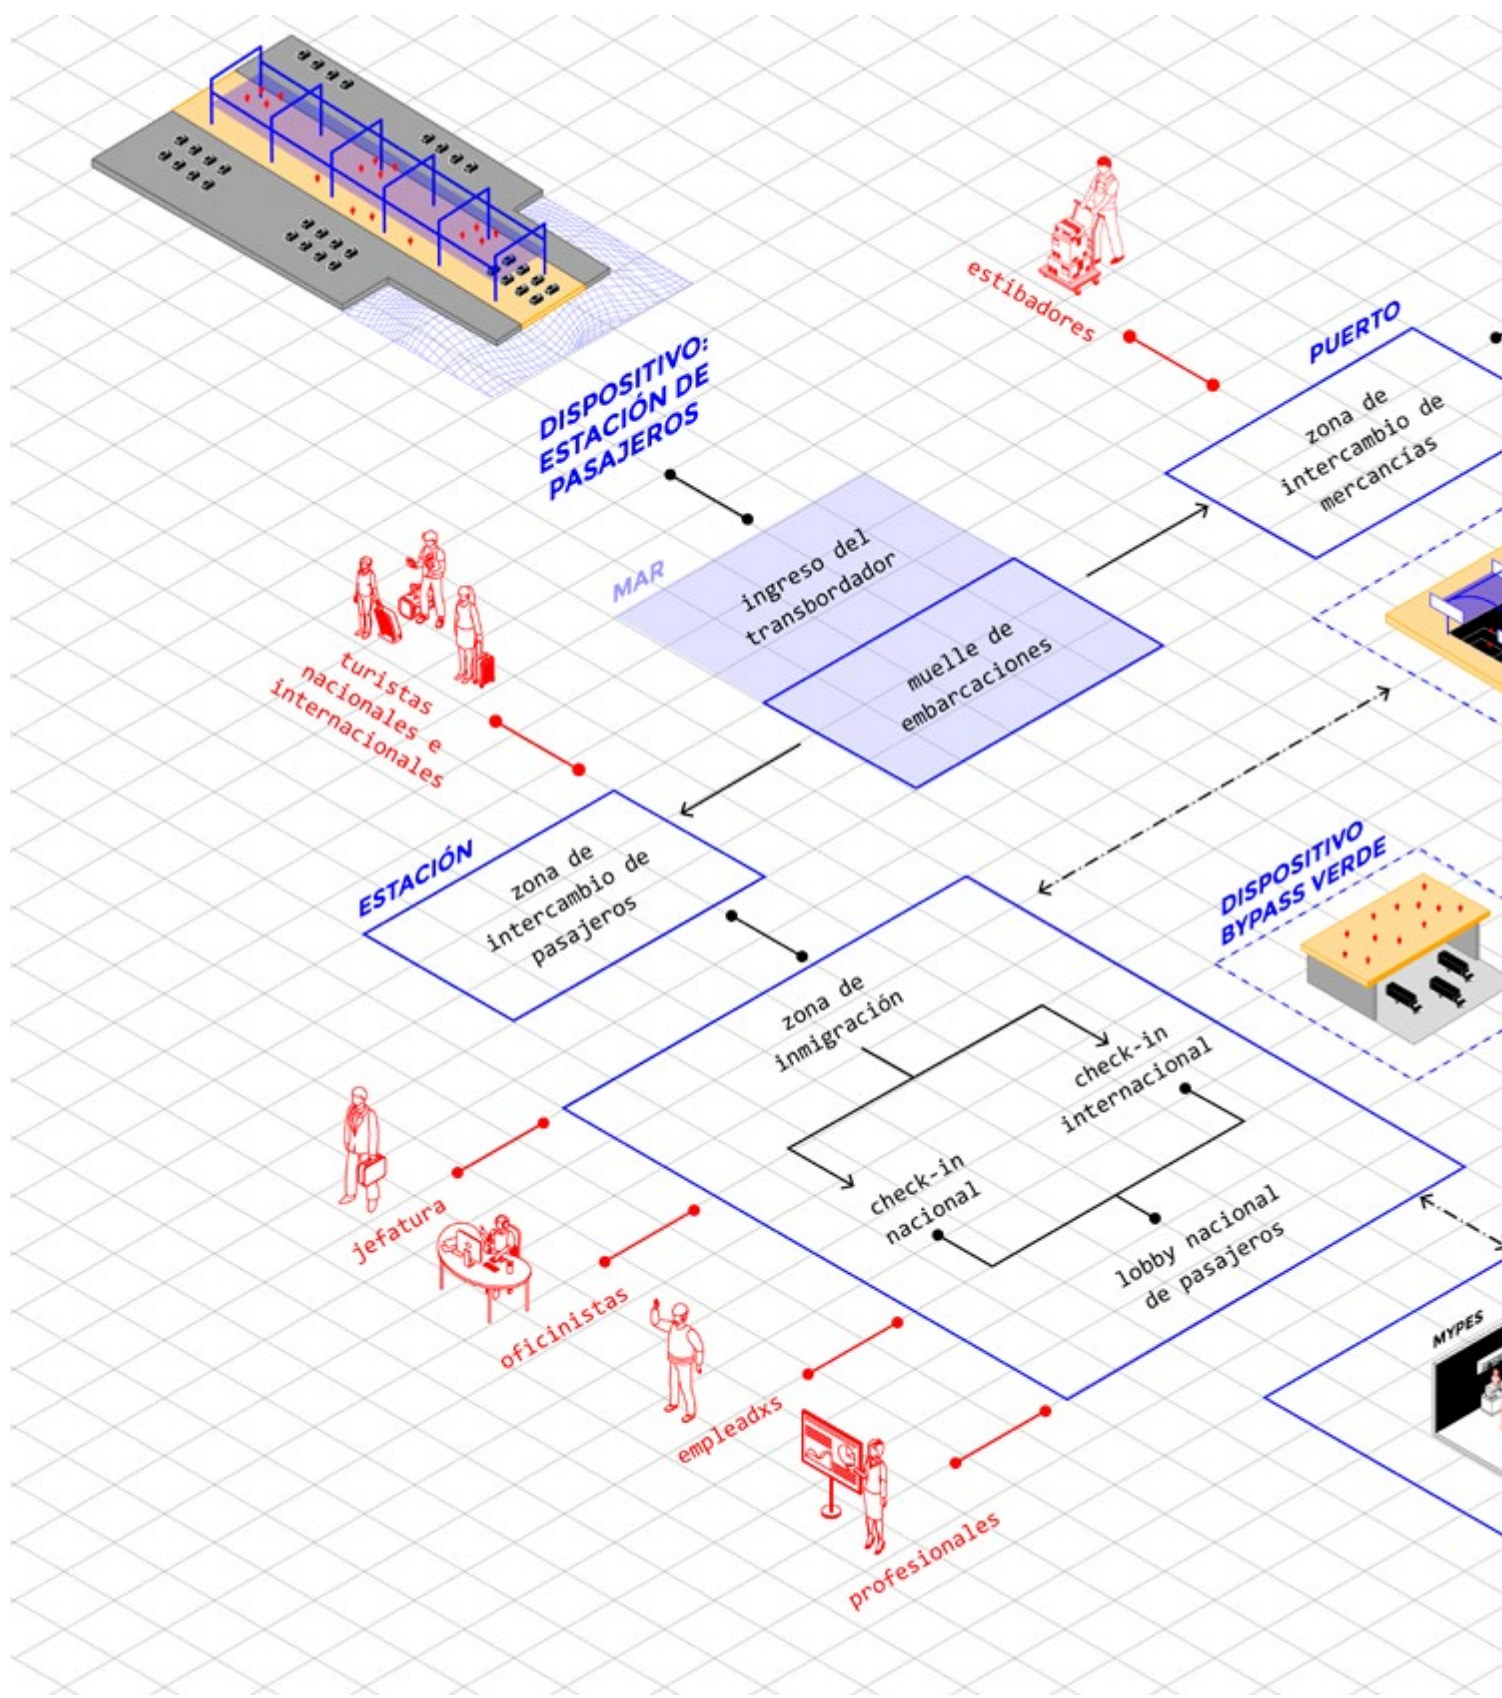 DISPOSITIVO:
ESTACIÓN DE
PASAJEROS
estibadores
PUERTO
zona de
intercambio de
mercancías
MAR
ingreso del
transbordador
muelle de
embarcaciones
turistas
nacionales e
internacionales
ESTACIÓN
zona de
intercambio de
pasajeros
DISPOSITIVO
BYPASS VERDE
zona de
inmigración
check-in
internacional
check-in
nacional
lobby nacional
de pasajeros
jefatura
oficinistas
empleadxs
profesionales
MYPES